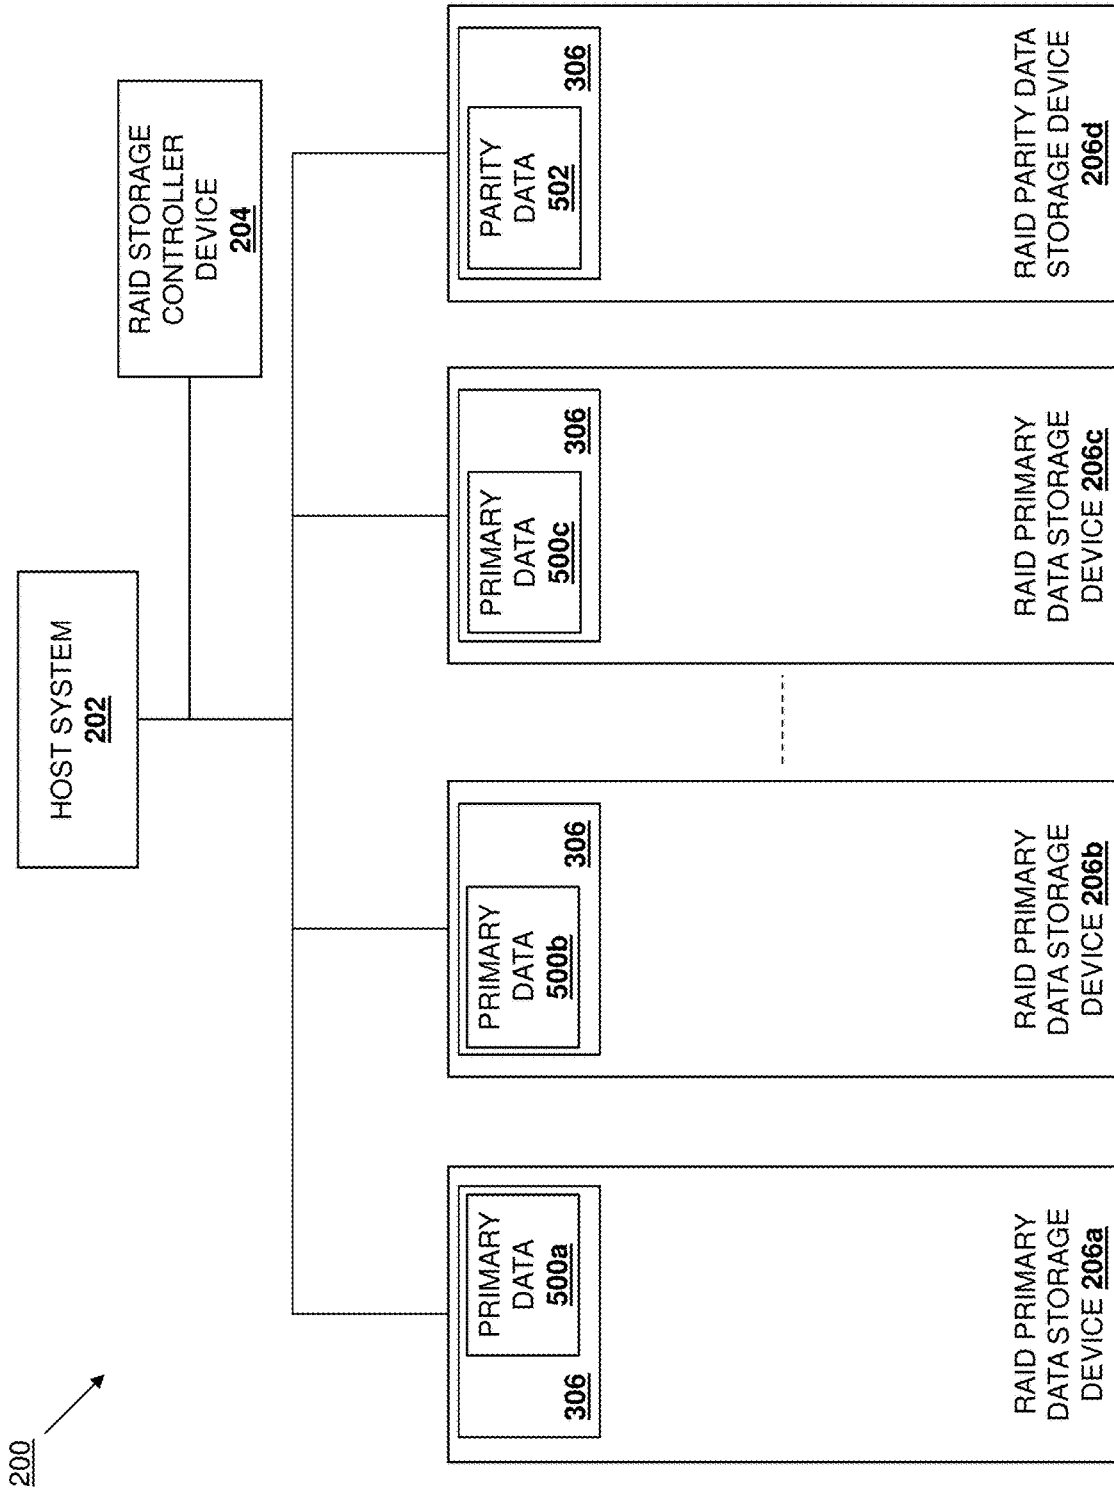 200
HOST SYSTEM
202
RAID STORAGE
CONTROLLER
DEVICE
204
306
PRIMARY
DATA
500a
RAID PRIMARY
DATA STORAGE
DEVICE 206a
PRIMARY
DATA
500b
306
RAID PRIMARY
DATA STORAGE
DEVICE 206b
PRIMARY
DATA
500c
306
RAID PRIMARY
DATA STORAGE
DEVICE 206c
PARITY
DATA
502
306
RAID PARITY DATA
STORAGE DEVICE
206d